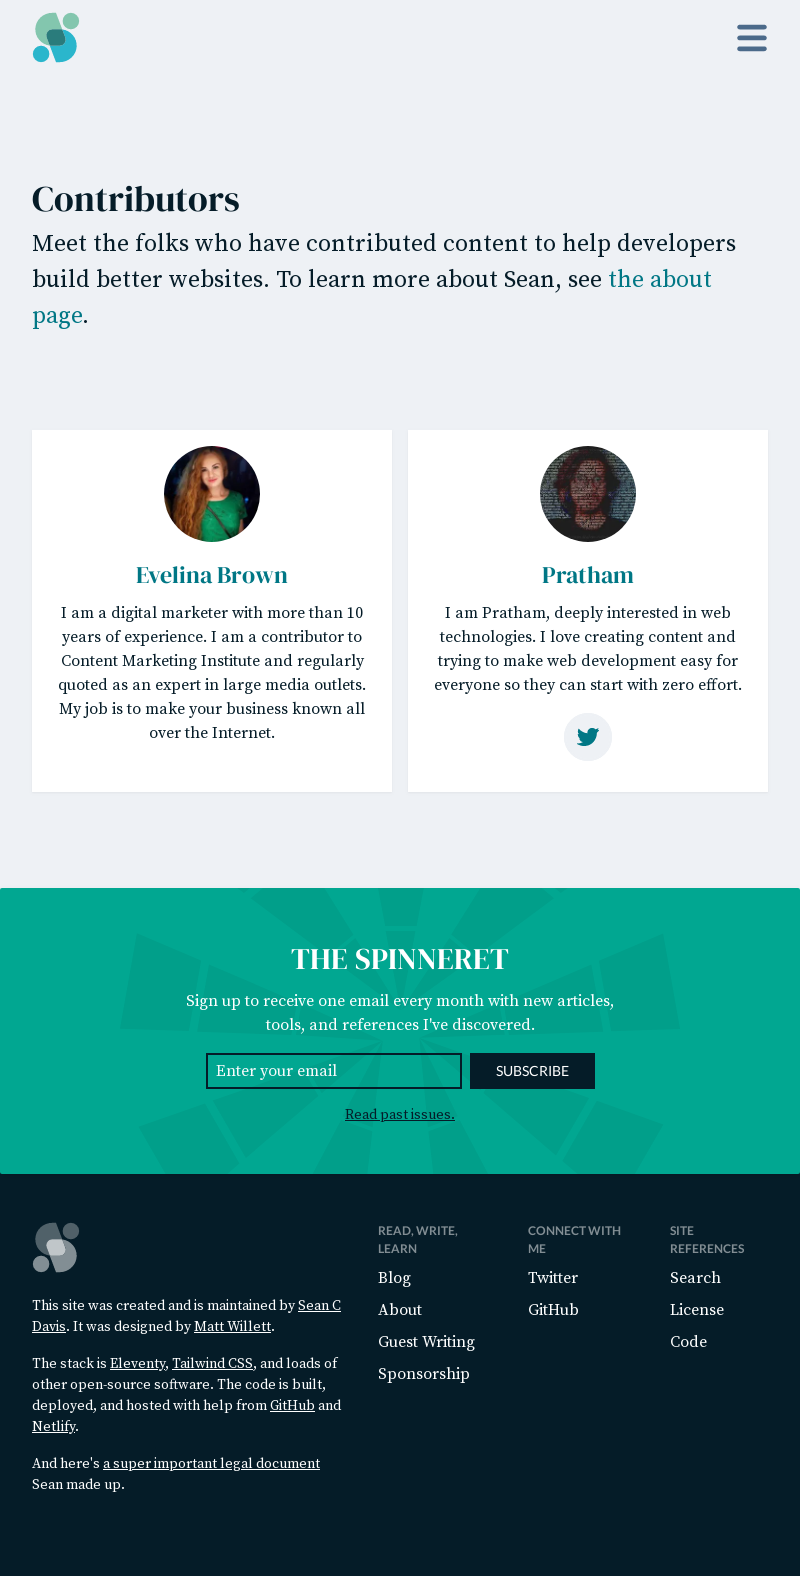 Contributors
Meet the folks who have contributed content to help developers
build better websites. To learn more about Sean, see the about
page.
Evelina Brown
I am a digital marketer with more than 10
years of experience. I am a contributor to
Content Marketing Institute and regularly
quoted as an expert in large media outlets.
My job is to make your business known all
over the Internet.
Pratham
I am Pratham, deeply interested in web
technologies. I love creating content and
trying to make web development easy for
everyone so they can start with zero effort.
THE SPINNERET
Sign up to receive one email every month with new articles,
tools, and references I've discovered.
Enter your email
SUBSCRIBE
Read past issues.
This site was created and is maintained by Sean C
Davis. It was designed by Matt Willett.
The stack is Eleventy, Tailwind CSS, and loads of
other open-source software. The code is built,
deployed, and hosted with help from GitHub and
Netlify.
And here's a super important legal document
Sean made up.
READ, WRITE,
LEARN
Blog
About
Guest Writing
Sponsorship
CONNECT WITH
ME
Twitter
GitHub
SITE
REFERENCES
Search
License
Code